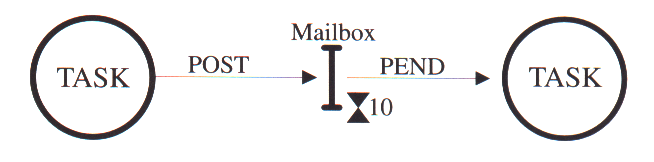 Mailbox
TASK POST PEND TASK
10